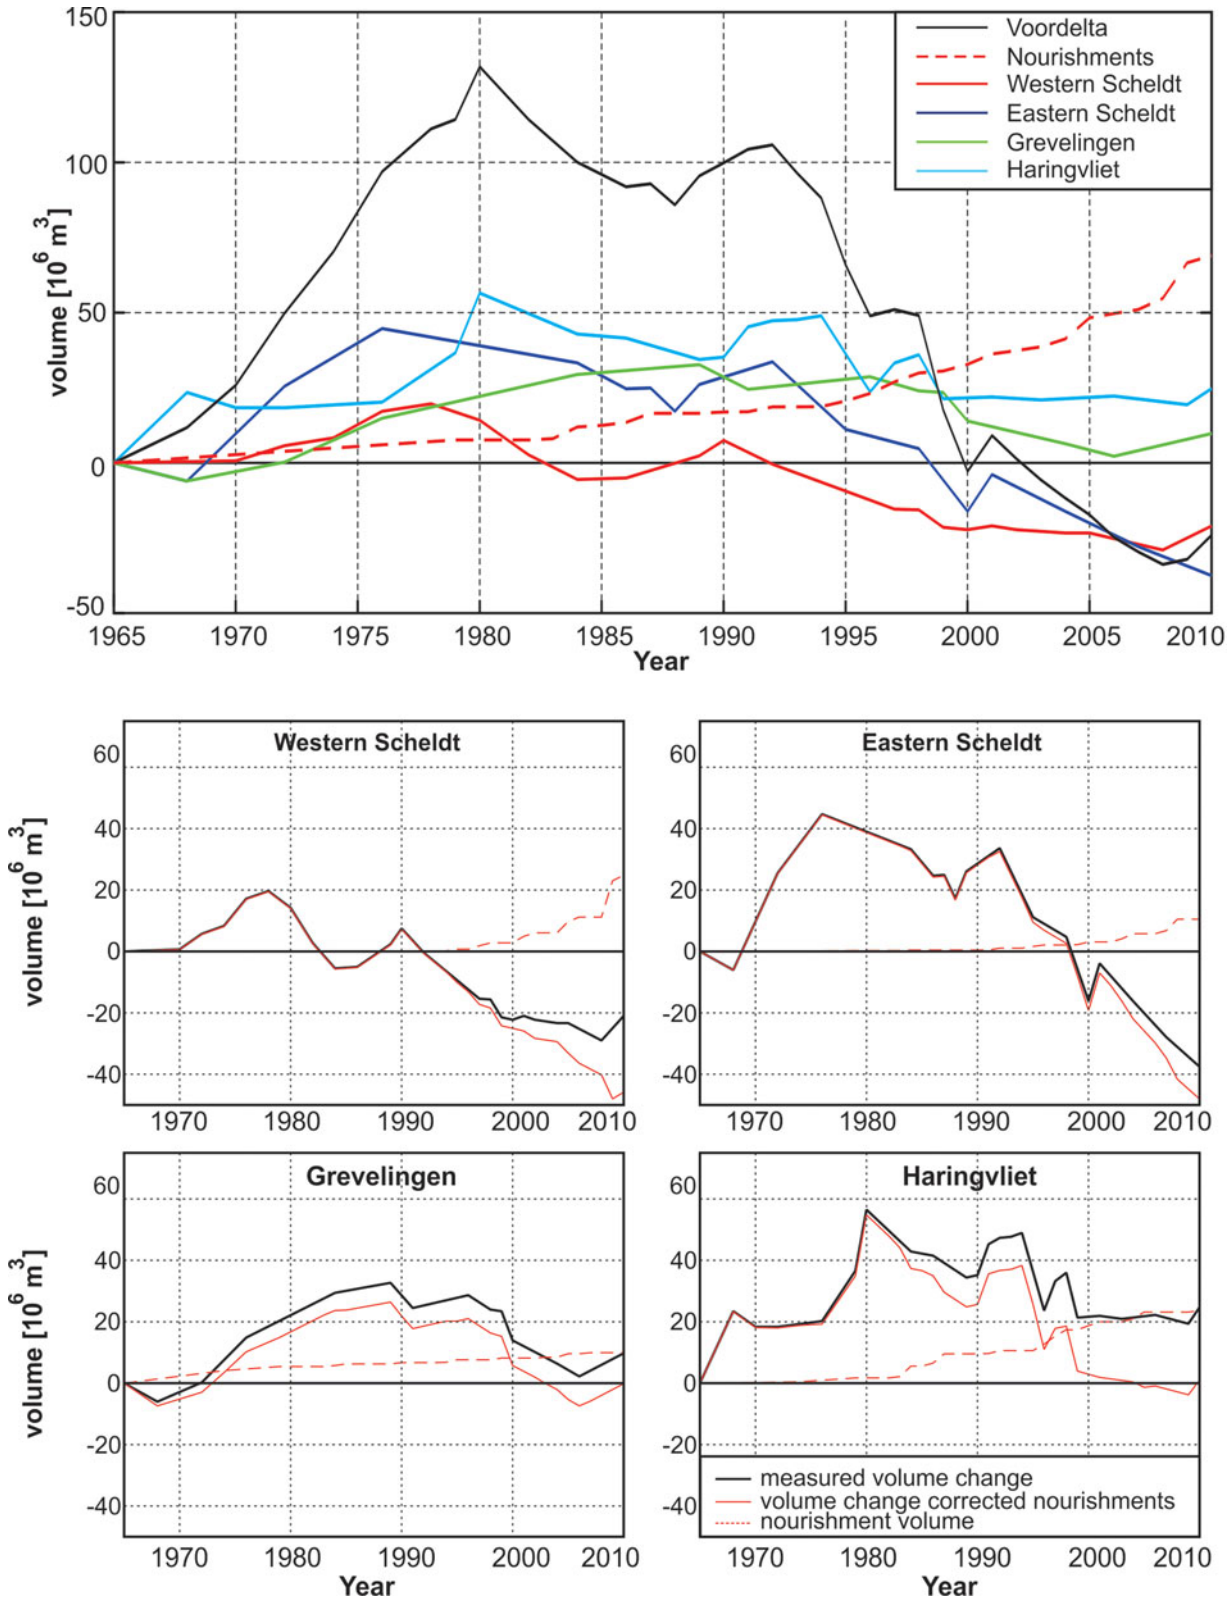 150
100
50
0
-50
volume [10^6 m^3]
Voordelta
Nourishments
Western Scheldt
Eastern Scheldt
Grevelingen
Haringvliet
1965 1970 1975 1980 1985 1990 1995 2000 2005 2010
Year
Western Scheldt
60
40
20
0
-20
-40
volume [10^6 m^3]
1970 1980 1990 2000 2010
Eastern Scheldt
60
40
20
0
-20
-40
1970 1980 1990 2000 2010
Grevelingen
60
40
20
0
-20
-40
volume [10^6 m^3]
1970 1980 1990 2000 2010
Year
Haringvliet
60
40
20
0
-20
-40
measured volume change
volume change corrected nourishments
nourishment volume
1970 1980 1990 2000 2010
Year